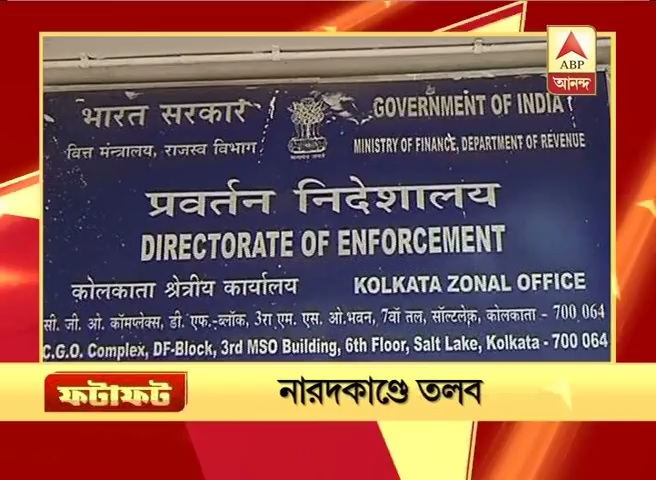 ABP
আনন্দ
भारत सरकार
GOVERNMENT OF INDIA
वित्त मंत्रालय, राजस्व विभाग
MINISTRY OF FINANCE, DEPARTMENT OF REVENUE
प्रवर्तन निदेशालय
DIRECTORATE OF ENFORCEMENT
कोलकाता श्रेत्रीय कार्यालय
KOLKATA ZONAL OFFICE
सी. जी. ओ. कॉमप्लेक्स, डी. एफ.-ब्लॉक, 3रा एम. एस. ओ. भवन, 7वाँ तल, सॉल्टलेक, कोलकाता - 700 064
C.G.O. Complex, DF-Block, 3rd MSO Building, 6th Floor, Salt Lake, Kolkata - 700 064
ফটাফট
নারদকাণ্ডে তলব